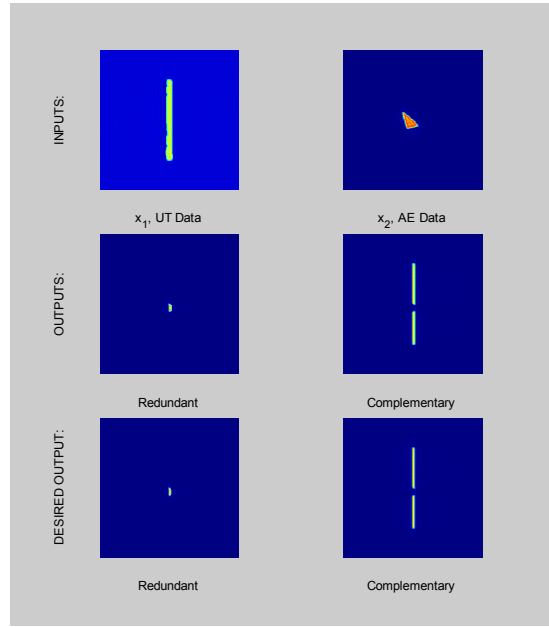 INPUTS:
x1, UT Data
x2, AE Data
OUTPUTS:
Redundant
Complementary
DESIRED OUTPUT:
Redundant
Complementary